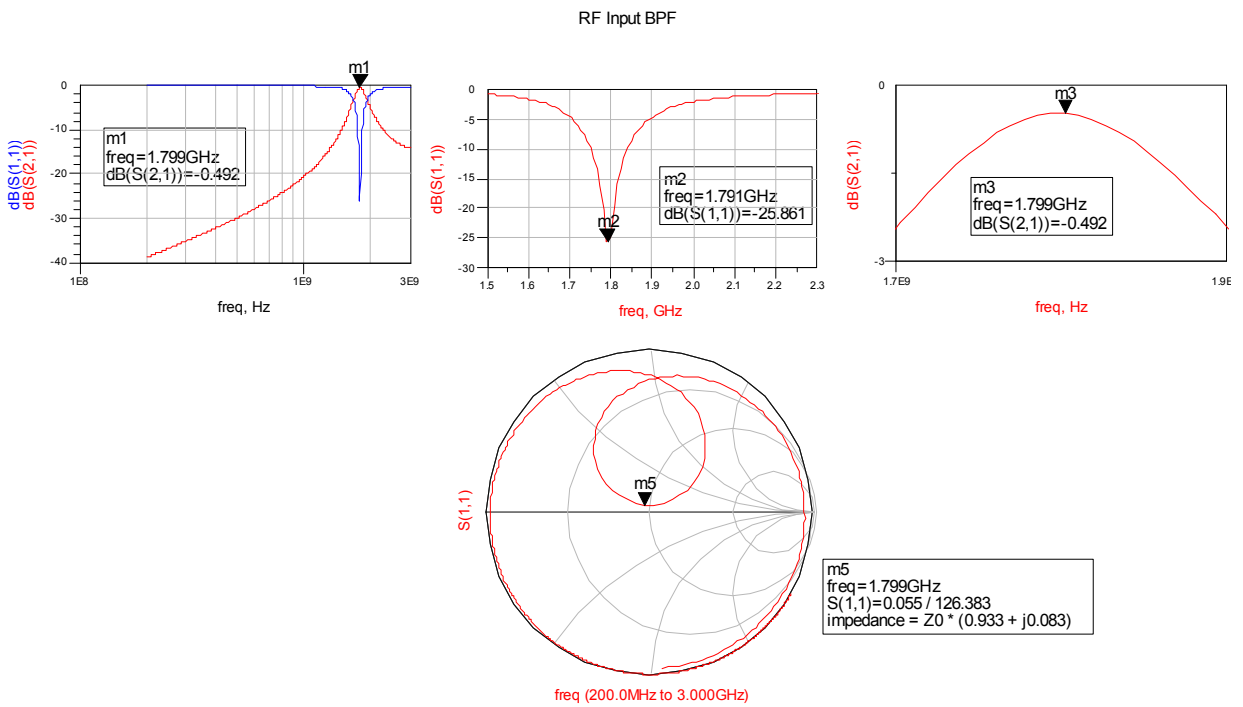 RF Input BPF
m1
0
-10
-20
-30
-40
dB(S(1,1))
dB(S(2,1))
m1
freq=1.799GHz
dB(S(2,1))=-0.492
1E8
1E9
3E9
freq, Hz
0
-5
-10
-15
-20
-25
-30
dB(S(1,1))
m2
m2
freq=1.791GHz
dB(S(1,1))=-25.861
1.5
1.6
1.7
1.8
1.9
2.0
2.1
2.2
2.3
freq, GHz
0
-3
dB(S(2,1))
m3
m3
freq=1.799GHz
dB(S(2,1))=-0.492
1.7E9
freq, Hz
S(1,1)
m5
m5
freq=1.799GHz
S(1,1)=0.055 / 126.383
impedance = Z0 * (0.933 + j0.083)
freq (200.0MHz to 3.000GHz)